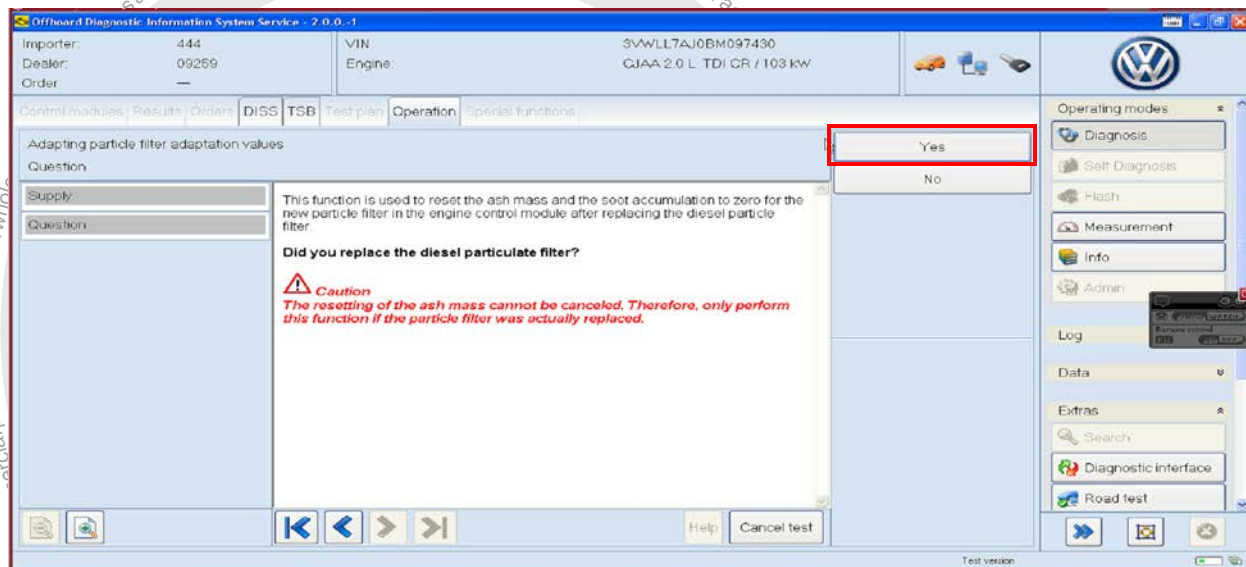 Offboard Diagnostic Information System Service - 2.0.0.-1
Importer: 444
Dealer: 09259
Order: —
VIN: 3VWLL7AJ0BM097430
Engine: CJAA 2.0 L TDI CR / 103 kW
Control modules Results Orders DISS TSB Test plan Operation Special functions
Adapting particle filter adaptation values
Question
Supply
Question
This function is used to reset the ash mass and the soot accumulation to zero for the
new particle filter in the engine control module after replacing the diesel particle
filter.
Did you replace the diesel particulate filter?
Caution
The resetting of the ash mass cannot be canceled. Therefore, only perform
this function if the particle filter was actually replaced.
Yes
No
Help
Cancel test
Operating modes
Diagnosis
Self Diagnosis
Flash
Measurement
Info
Admin
Log
Data
Extras
Search
Diagnostic interface
Road test
Test version